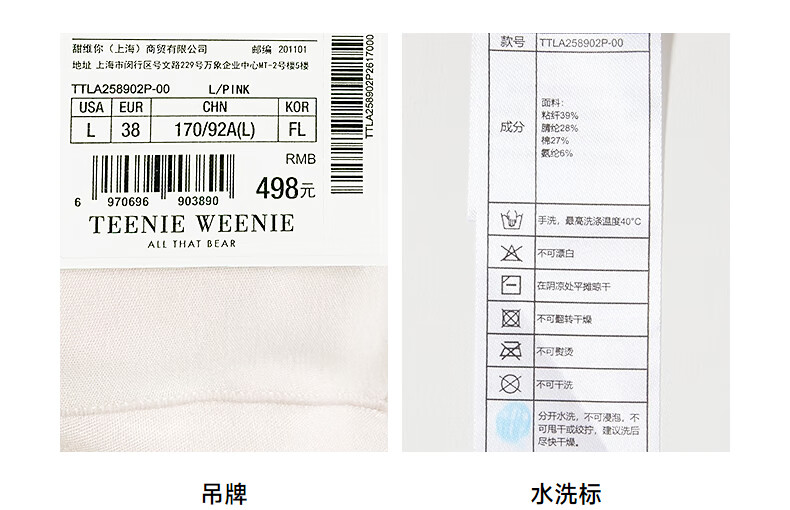 甜维你（上海）商贸有限公司 邮编 201101
地址 上海市闵行区号文路229号万象企业中心MT-2号楼5楼
TTLA258902P-00 L/PINK
USA EUR CHN KOR
L 38 170/92A(L) FL
RMB
498元
6 970696 903890
TEENIE WEENIE
ALL THAT BEAR
TTLA258902P2617000
吊牌
款号 TTLA258902P-00
成分
面料：
粘纤39%
腈纶28%
棉27%
氨纶6%
手洗，最高洗涤温度40°C
不可漂白
在阴凉处平摊晾干
不可翻转干燥
不可熨烫
不可干洗
分开水洗，不可浸泡，不
可甩干或绞拧，建议洗后
尽快干燥。
水洗标